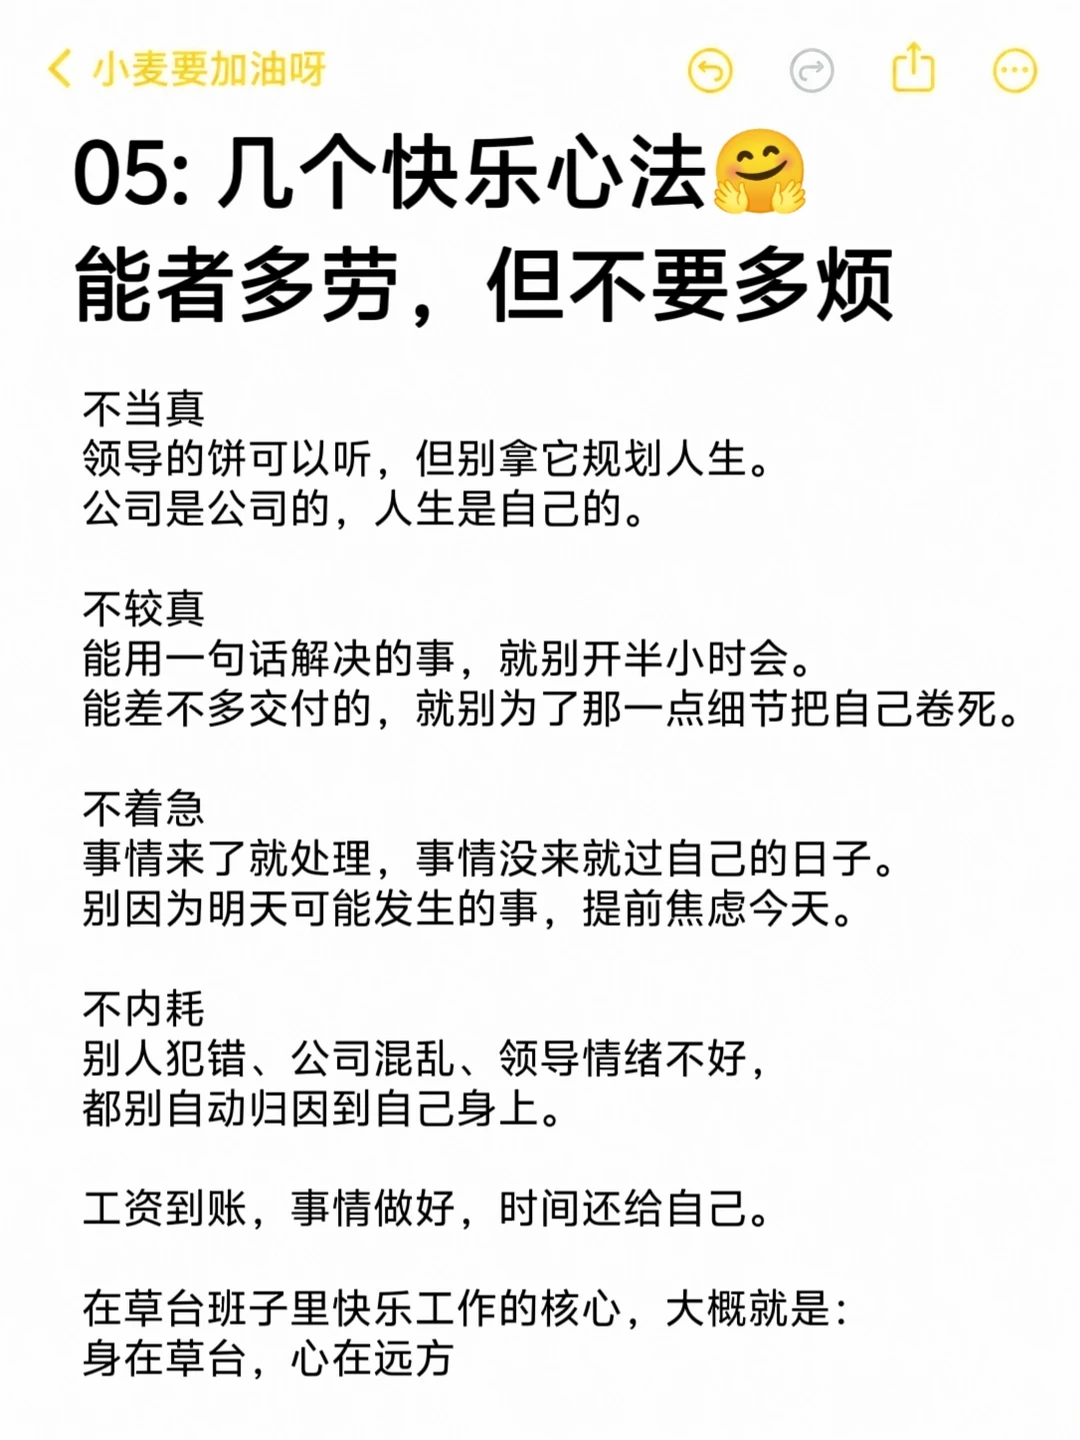 小麦要加油呀
05: 几个快乐心法🤗
能者多劳，但不要多烦
不当真
领导的饼可以听，但别拿它规划人生。
公司是公司的，人生是自己的。
不较真
能用一句话解决的事，就别开半小时会。
能差不多交付的，就别为了那一点细节把自己卷死。
不着急
事情来了就处理，事情没来就过自己的日子。
别因为明天可能发生的事，提前焦虑今天。
不内耗
别人犯错、公司混乱、领导情绪不好，
都别自动归因到自己身上。
工资到账，事情做好，时间还给自己。
在草台班子里快乐工作的核心，大概就是：
身在草台，心在远方